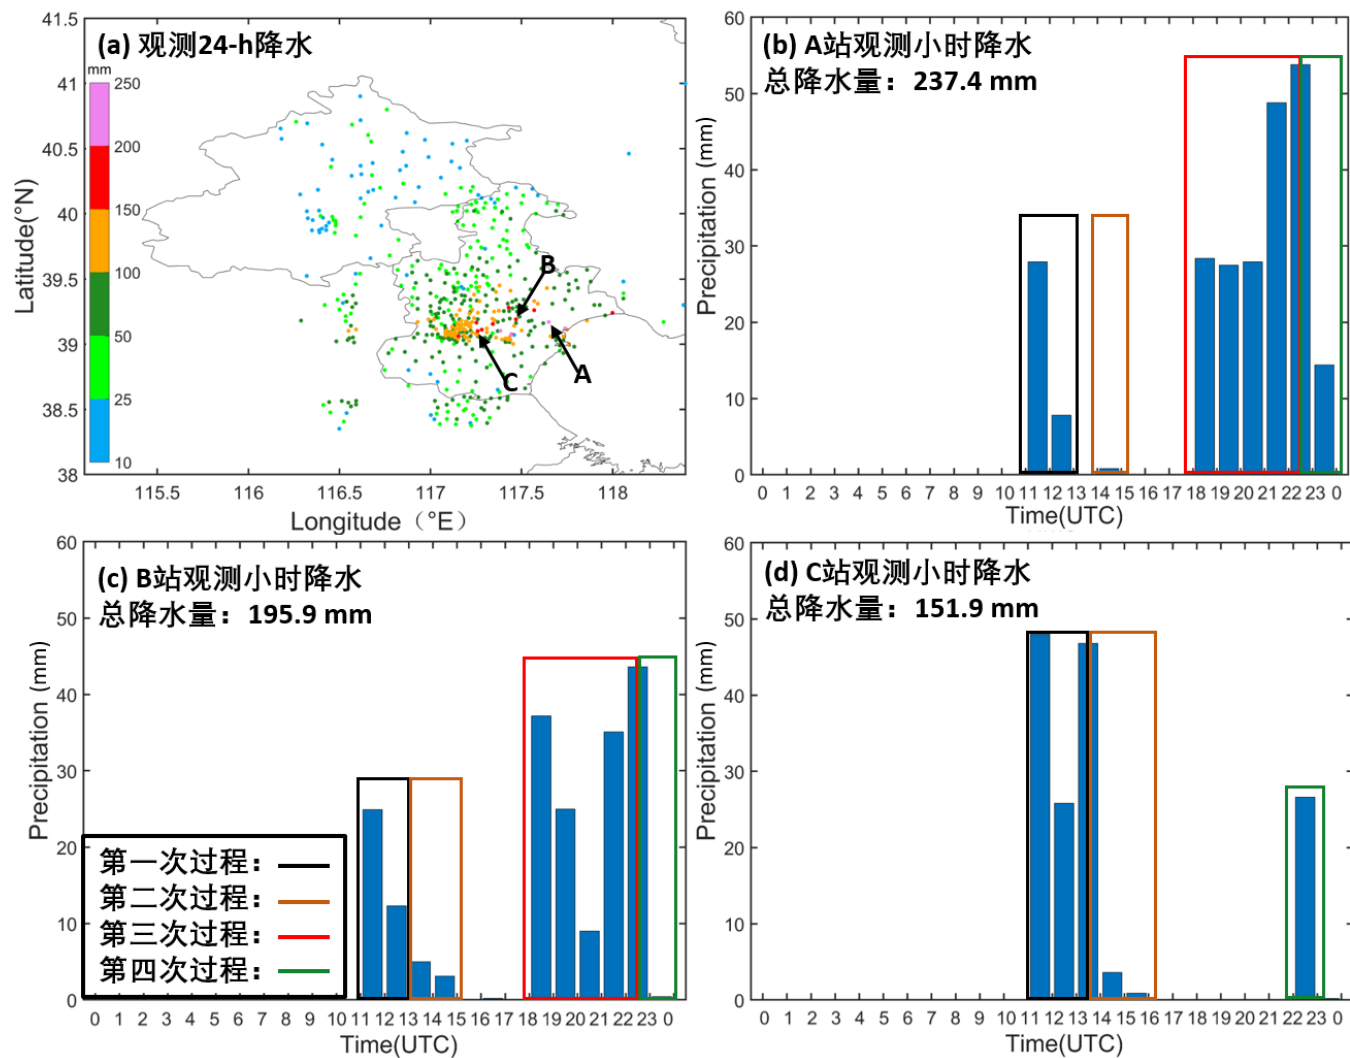 (a) 观测24-h降水
mm
250
200
150
100
50
25
10
41.5
41
40.5
40
39.5
39
38.5
38
Latitude(°N)
B
A
C
115.5 116 116.5 117 117.5 118
Longitude（°E）
(b) A站观测小时降水
总降水量：237.4 mm
60
50
40
30
20
10
0
Precipitation (mm)
0 1 2 3 4 5 6 7 8 9 10 11 12 13 14 15 16 17 18 19 20 21 22 23 0
Time(UTC)
(c) B站观测小时降水
总降水量：195.9 mm
60
50
40
30
20
10
0
Precipitation (mm)
第一次过程：
第二次过程：
第三次过程：
第四次过程：
0 1 2 3 4 5 6 7 8 9 10 11 12 13 14 15 16 17 18 19 20 21 22 23 0
Time(UTC)
(d) C站观测小时降水
总降水量：151.9 mm
60
50
40
30
20
10
0
Precipitation (mm)
0 1 2 3 4 5 6 7 8 9 10 11 12 13 14 15 16 17 18 19 20 21 22 23 0
Time(UTC)